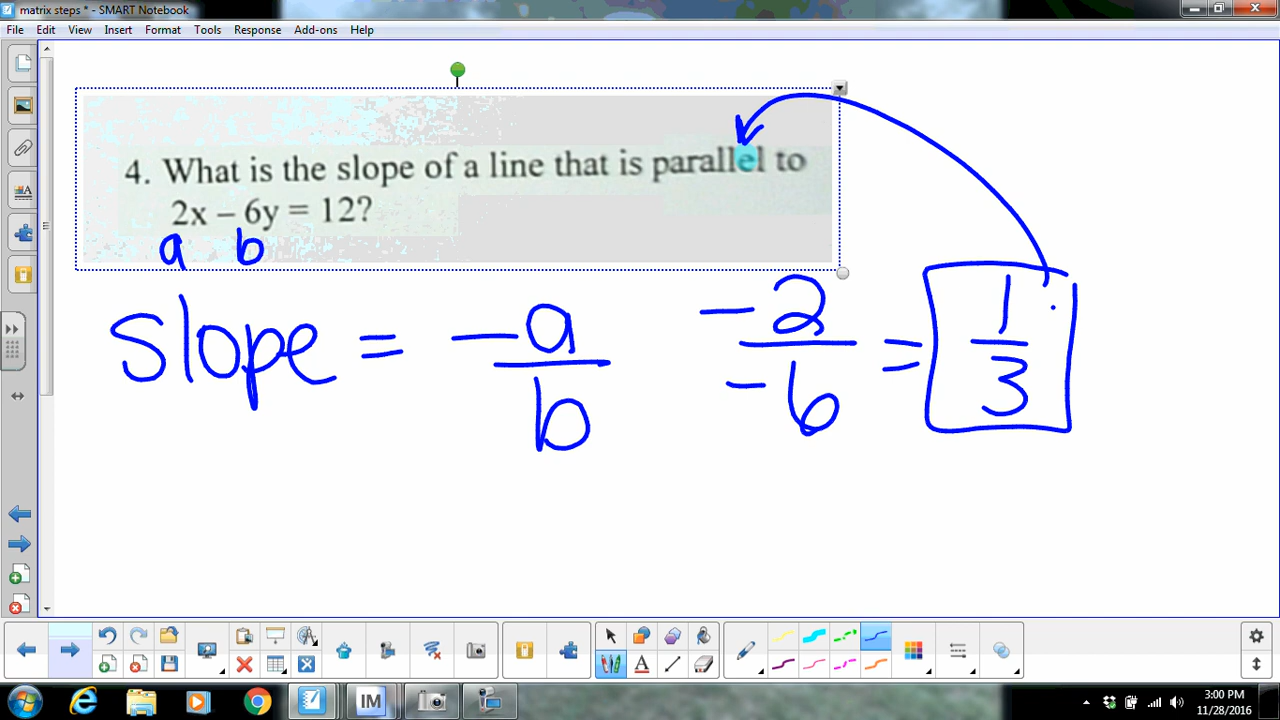 matrix steps * - SMART Notebook
File Edit View Insert Format Tools Response Add-ons Help
4. What is the slope of a line that is parallel to
2x – 6y = 12?
a b
Slope = -a/b -2/-6 = 1/3
IM
3:00 PM
11/28/2016